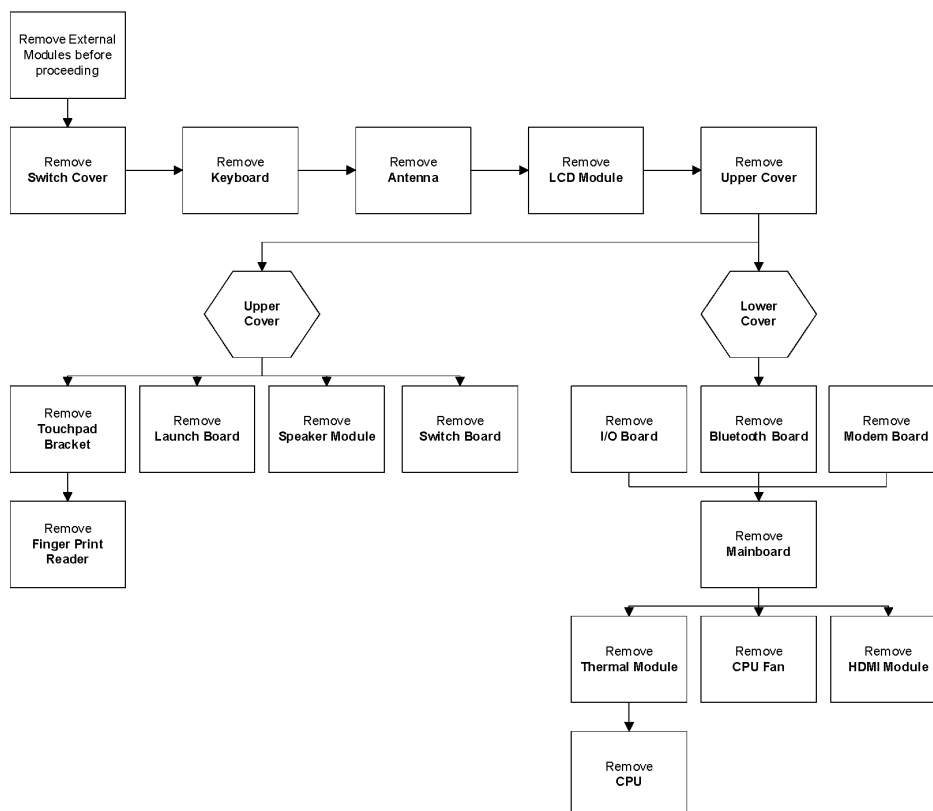 Remove External
Modules before
proceeding
Remove
Switch Cover
Remove
Keyboard
Remove
Antenna
Remove
LCD Module
Remove
Upper Cover
Upper
Cover
Lower
Cover
Remove
Touchpad
Bracket
Remove
Launch Board
Remove
Speaker Module
Remove
Switch Board
Remove
I/O Board
Remove
Bluetooth Board
Remove
Modem Board
Remove
Finger Print
Reader
Remove
Mainboard
Remove
Thermal Module
Remove
CPU Fan
Remove
HDMI Module
Remove
CPU